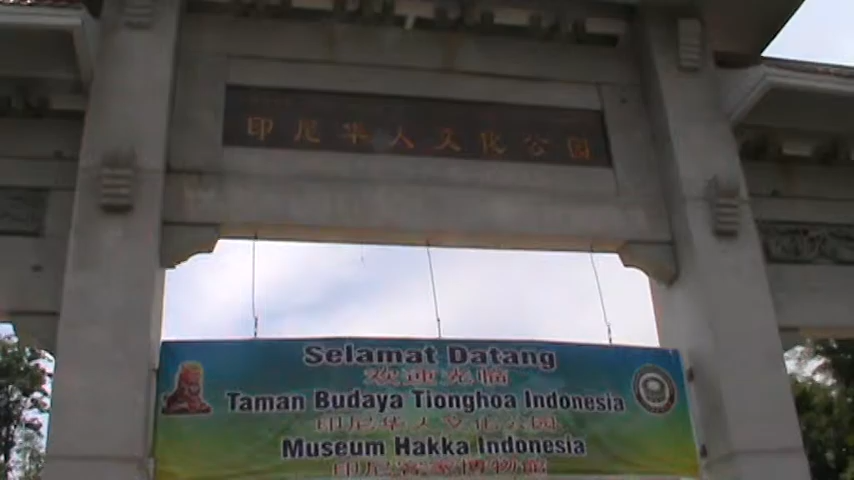 印尼华人文化公园
Selamat Datang
欢迎光临
Taman Budaya Tionghoa Indonesia
印尼华人文化公园
Museum Hakka Indonesia
印尼客家博物馆